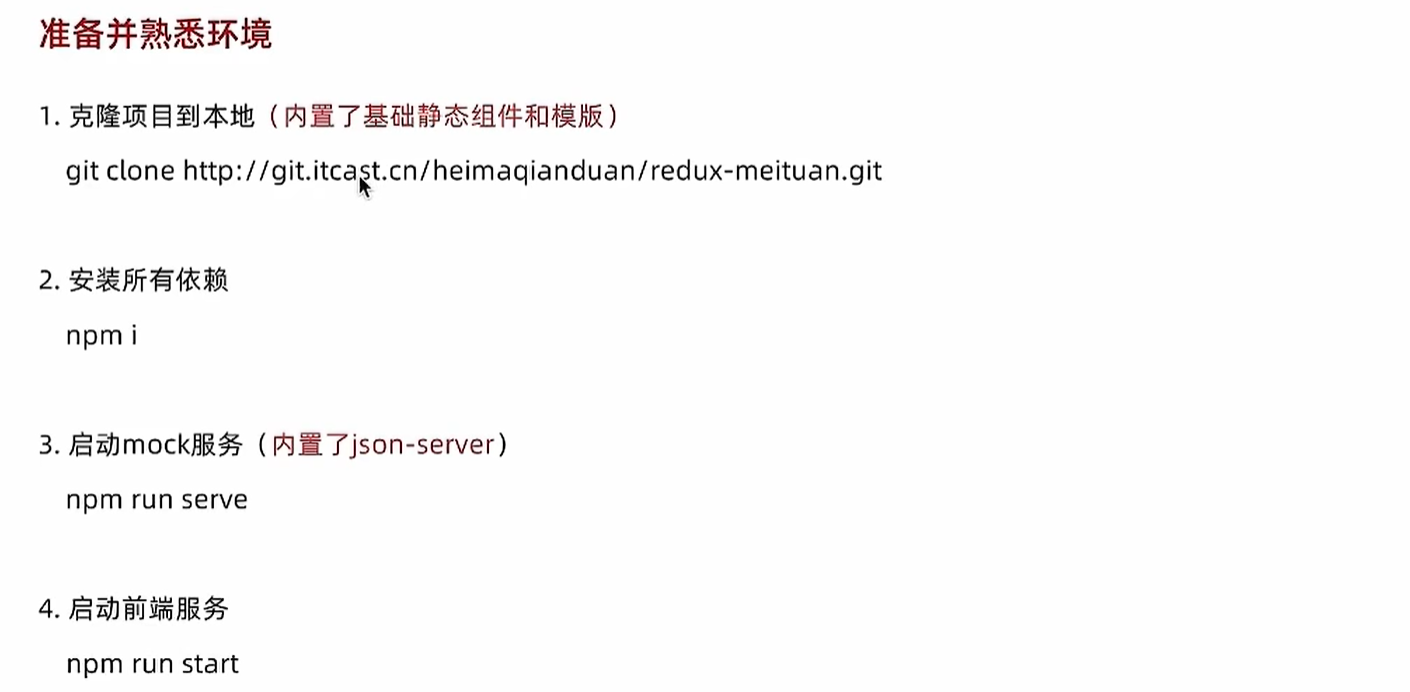 准备并熟悉环境
1. 克隆项目到本地（内置了基础静态组件和模版）
git clone http://git.itcast.cn/heimaqianduan/redux-meituan.git
2. 安装所有依赖
npm i
3. 启动mock服务（内置了json-server）
npm run serve
4. 启动前端服务
npm run start